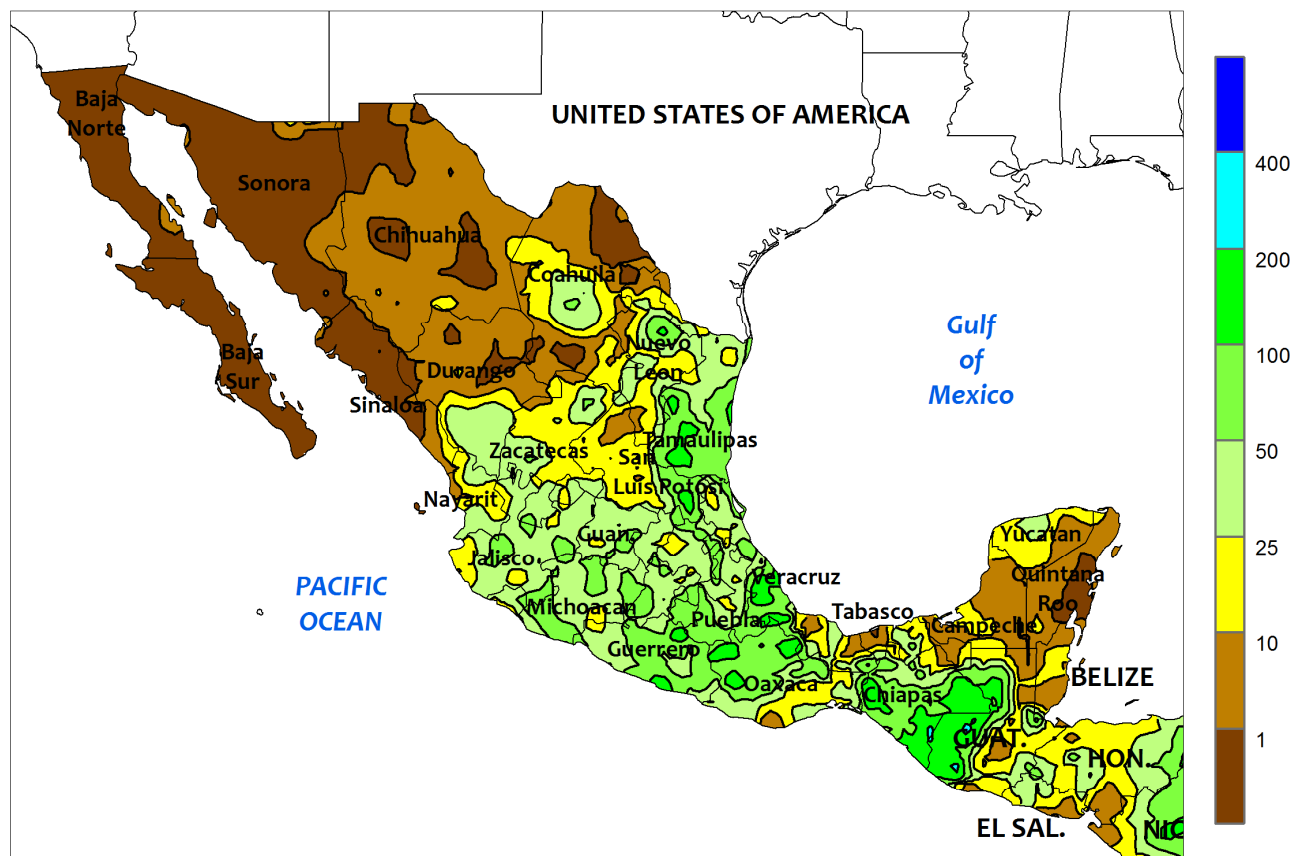 UNITED STATES OF AMERICA
Baja
Norte
Sonora
Chihuahua
Coahuila
Nuevo
Leon
Baja
Sur
Durango
Sinaloa
Zacatecas
San
Luis Potosi
Tamaulipas
Nayarit
Guan.
Jalisco
Michoacan
Guerrero
Puebla
Veracruz
Oaxaca
Tabasco
Chiapas
Campeche
Yucatan
Quintana
Roo
Gulf
of
Mexico
PACIFIC
OCEAN
BELIZE
GUAT.
HON.
EL SAL.
NIC
400
200
100
50
25
10
1